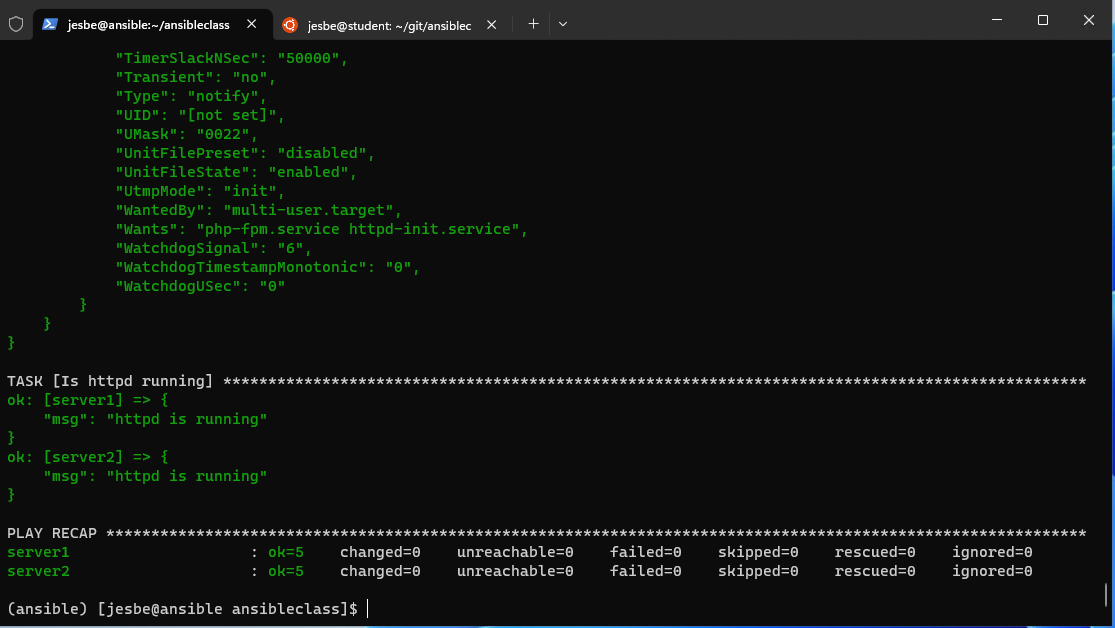 jesbe@ansible:~/ansibleclass
jesbe@student: ~/git/ansiblec
"TimerSlackNSec": "50000",
"Transient": "no",
"Type": "notify",
"UID": "[not set]",
"UMask": "0022",
"UnitFilePreset": "disabled",
"UnitFileState": "enabled",
"UtmpMode": "init",
"WantedBy": "multi-user.target",
"Wants": "php-fpm.service httpd-init.service",
"WatchdogSignal": "6",
"WatchdogTimestampMonotonic": "0",
"WatchdogUSec": "0"
}
}
}
TASK [Is httpd running] ************************************************************************************************
ok: [server1] => {
"msg": "httpd is running"
}
ok: [server2] => {
"msg": "httpd is running"
}
PLAY RECAP *************************************************************************************************************
server1 : ok=5 changed=0 unreachable=0 failed=0 skipped=0 rescued=0 ignored=0
server2 : ok=5 changed=0 unreachable=0 failed=0 skipped=0 rescued=0 ignored=0
(ansible) [jesbe@ansible ansibleclass]$